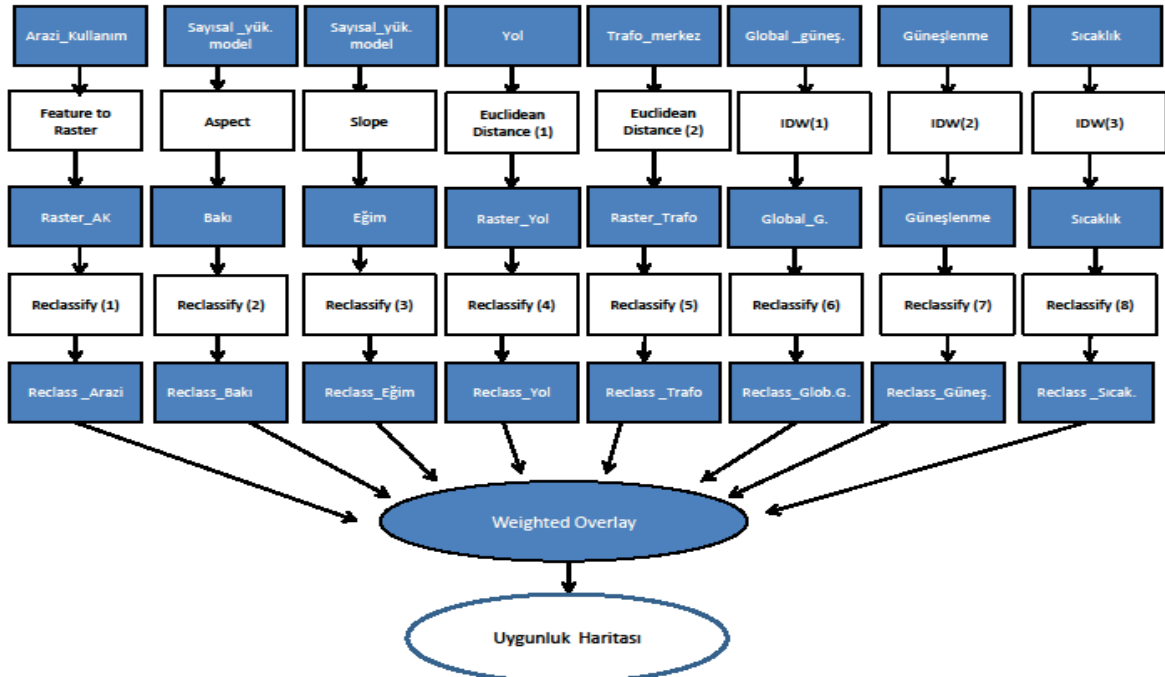 Arazi_Kullanım
Sayısal _yük.
model
Sayısal_yük.
model
Yol
Trafo_merkez
Global _güneş.
Güneşlenme
Sıcaklık
Feature to
Raster
Aspect
Slope
Euclidean
Distance (1)
Euclidean
Distance (2)
IDW(1)
IDW(2)
IDW(3)
Raster_AK
Bakı
Eğim
Raster_Yol
Raster_Trafo
Global_G.
Güneşlenme
Sıcaklık
Reclassify (1)
Reclassify (2)
Reclassify (3)
Reclassify (4)
Reclassify (5)
Reclassify (6)
Reclassify (7)
Reclassify (8)
Reclass _Arazi
Reclass_Bakı
Reclass_Eğim
Reclass_Yol
Reclass _Trafo
Reclass_Glob.G.
Reclass_Güneş.
Reclass _Sıcak.
Weighted Overlay
Uygunluk Haritası